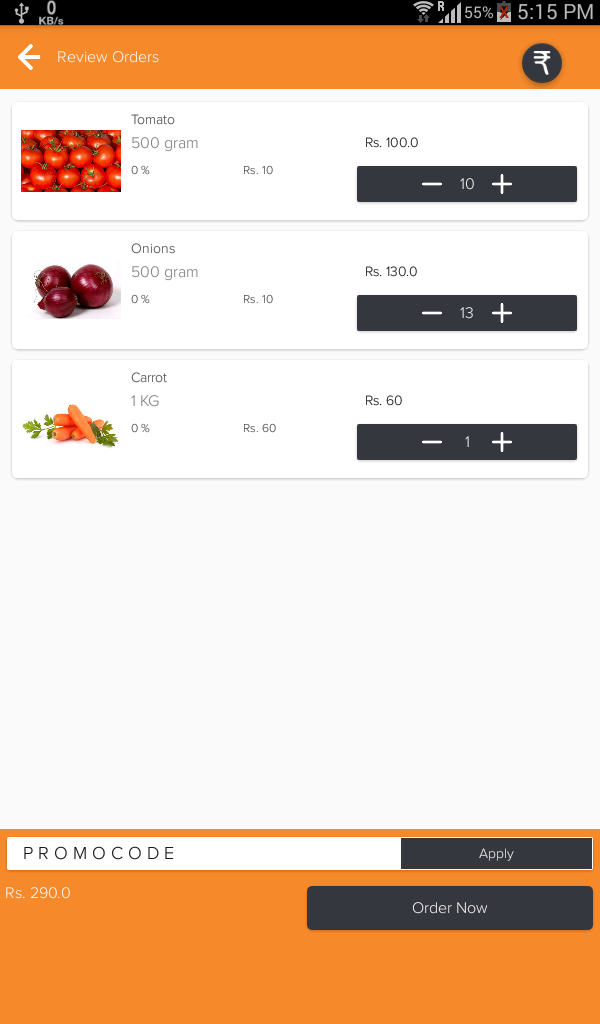 0 KB/s R 55% 5:15 PM
Review Orders ₹
Tomato
500 gram Rs. 100.0
0 % Rs. 10 10
Onions
500 gram Rs. 130.0
0 % Rs. 10 13
Carrot
1 KG Rs. 60
0 % Rs. 60 1
PROMOCODE Apply
Rs. 290.0 Order Now